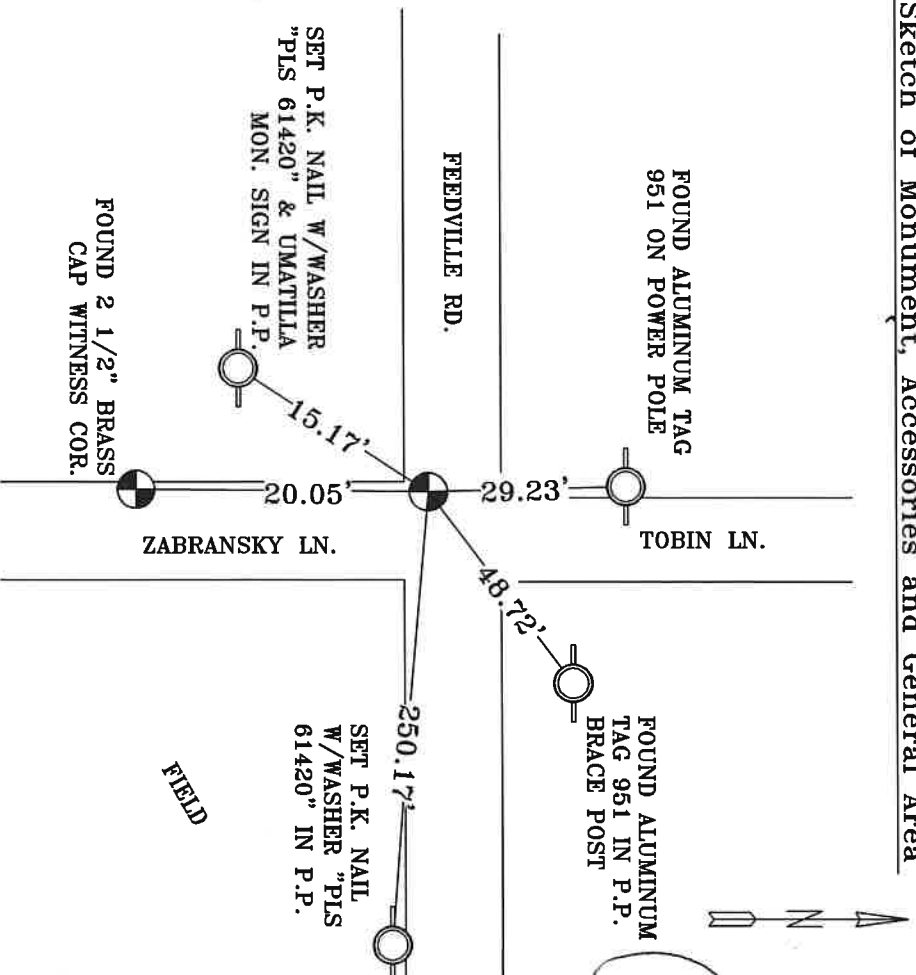 Sketch of Monument, Accessories and General Area
FOUND ALUMINUM TAG
951 ON POWER POLE
TOBIN LN.
FOUND ALUMINUM
TAG 951 IN P.P.
BRACE POST
N
FEEDVILLE RD.
29.23'
48.72'
SET P.K. NAIL W/WASHER
"PLS 61420" & UMATILLA
MON. SIGN IN P.P.
15.17'
20.05'
250.17'
SET P.K. NAIL
W/WASHER "PLS
61420" IN P.P.
ZABRANSKY LN.
FOUND 2 1/2" BRASS
CAP WITNESS COR.
FIELD